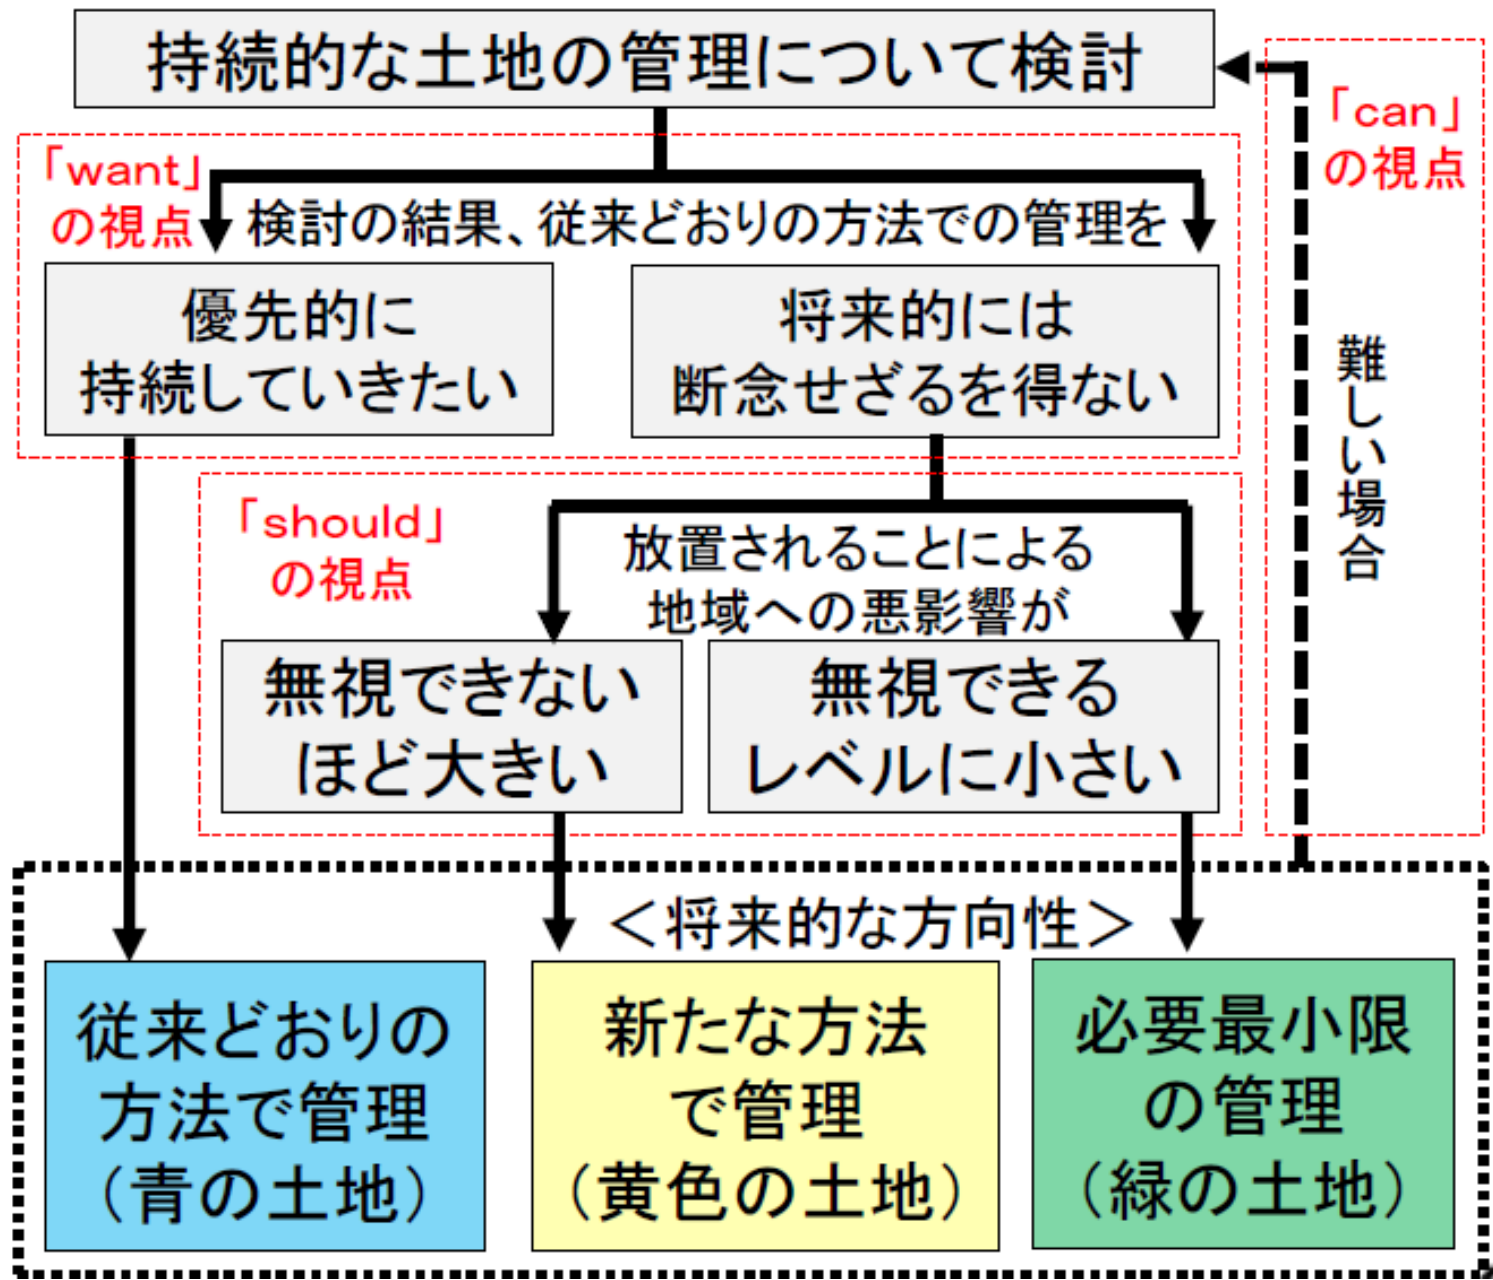 持続的な土地の管理について検討
「can」
の視点
「want」
の視点
検討の結果、従来どおりの方法での管理を
優先的に
持続していきたい
将来的には
断念せざるを得ない
難しい場合
「should」
の視点
放置されることによる
地域への悪影響が
無視できない
ほど大きい
無視できる
レベルに小さい
＜将来的な方向性＞
従来どおりの
方法で管理
（青の土地）
新たな方法
で管理
（黄色の土地）
必要最小限
の管理
（緑の土地）